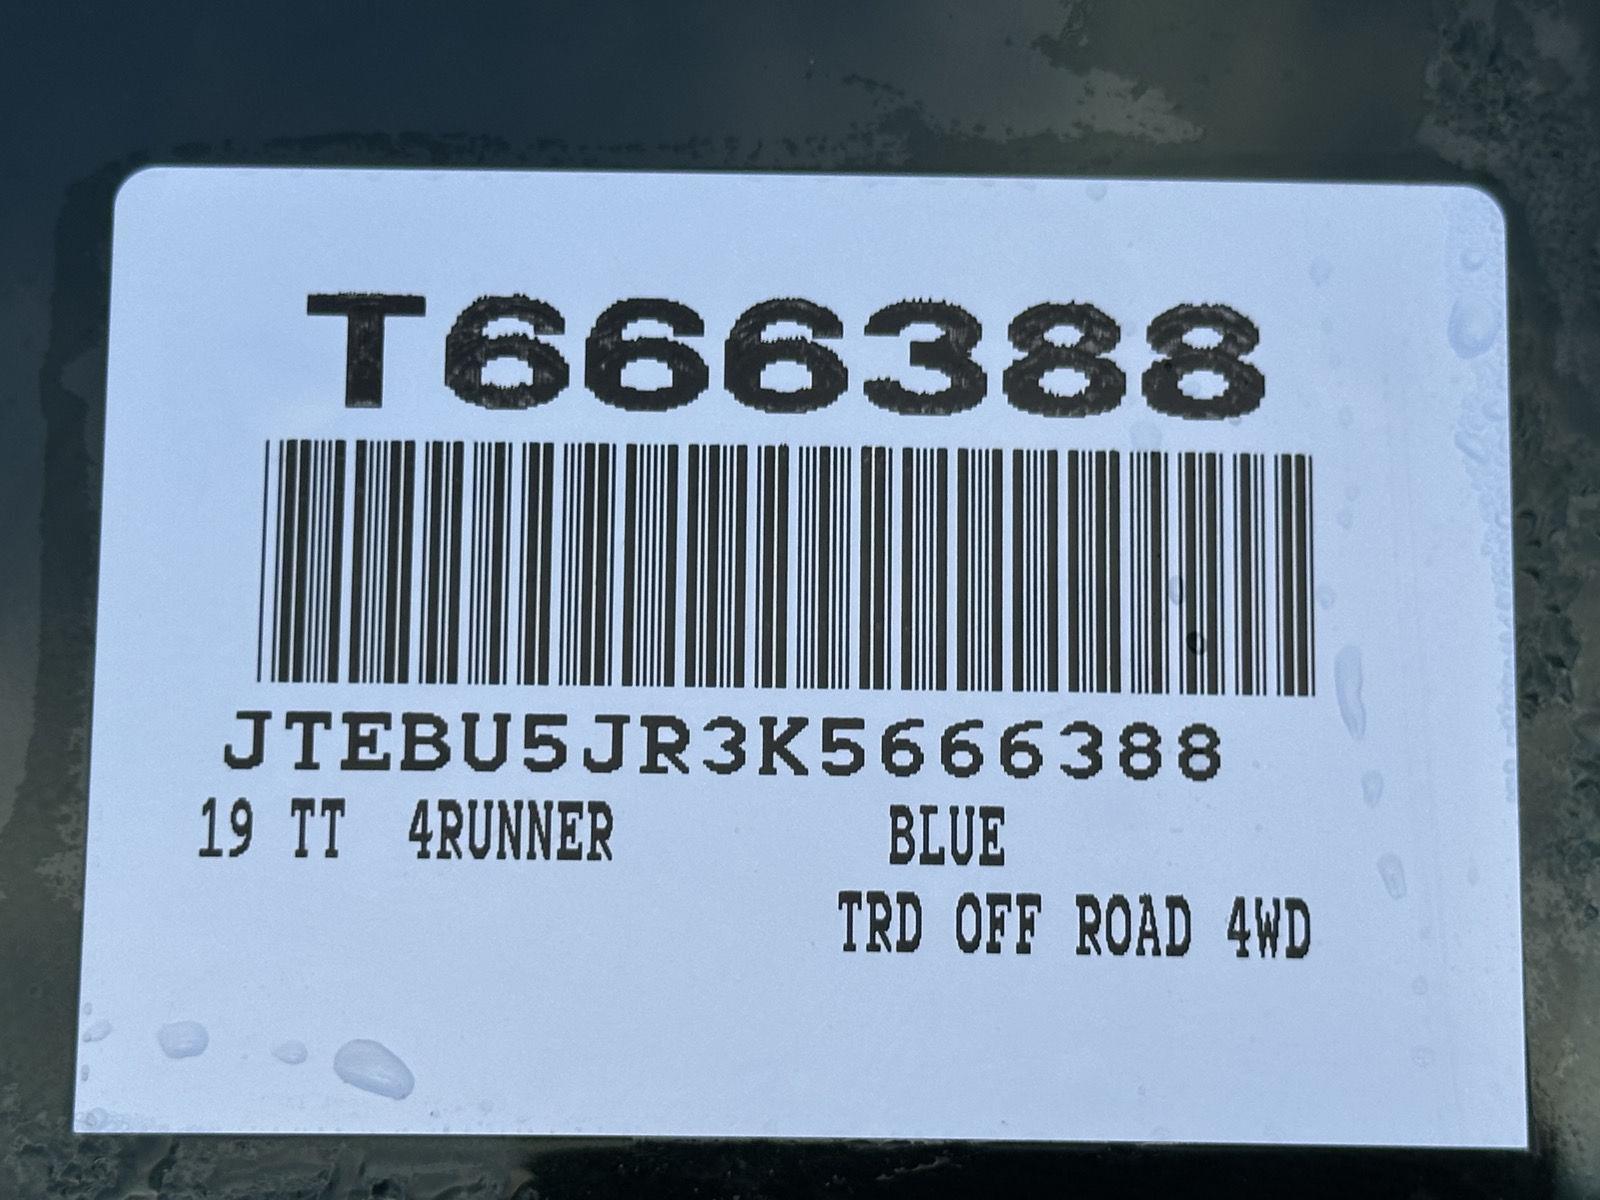 T666388
JTEBU5JR3K5666388
19 TT 4RUNNER BLUE
TRD OFF ROAD 4WD